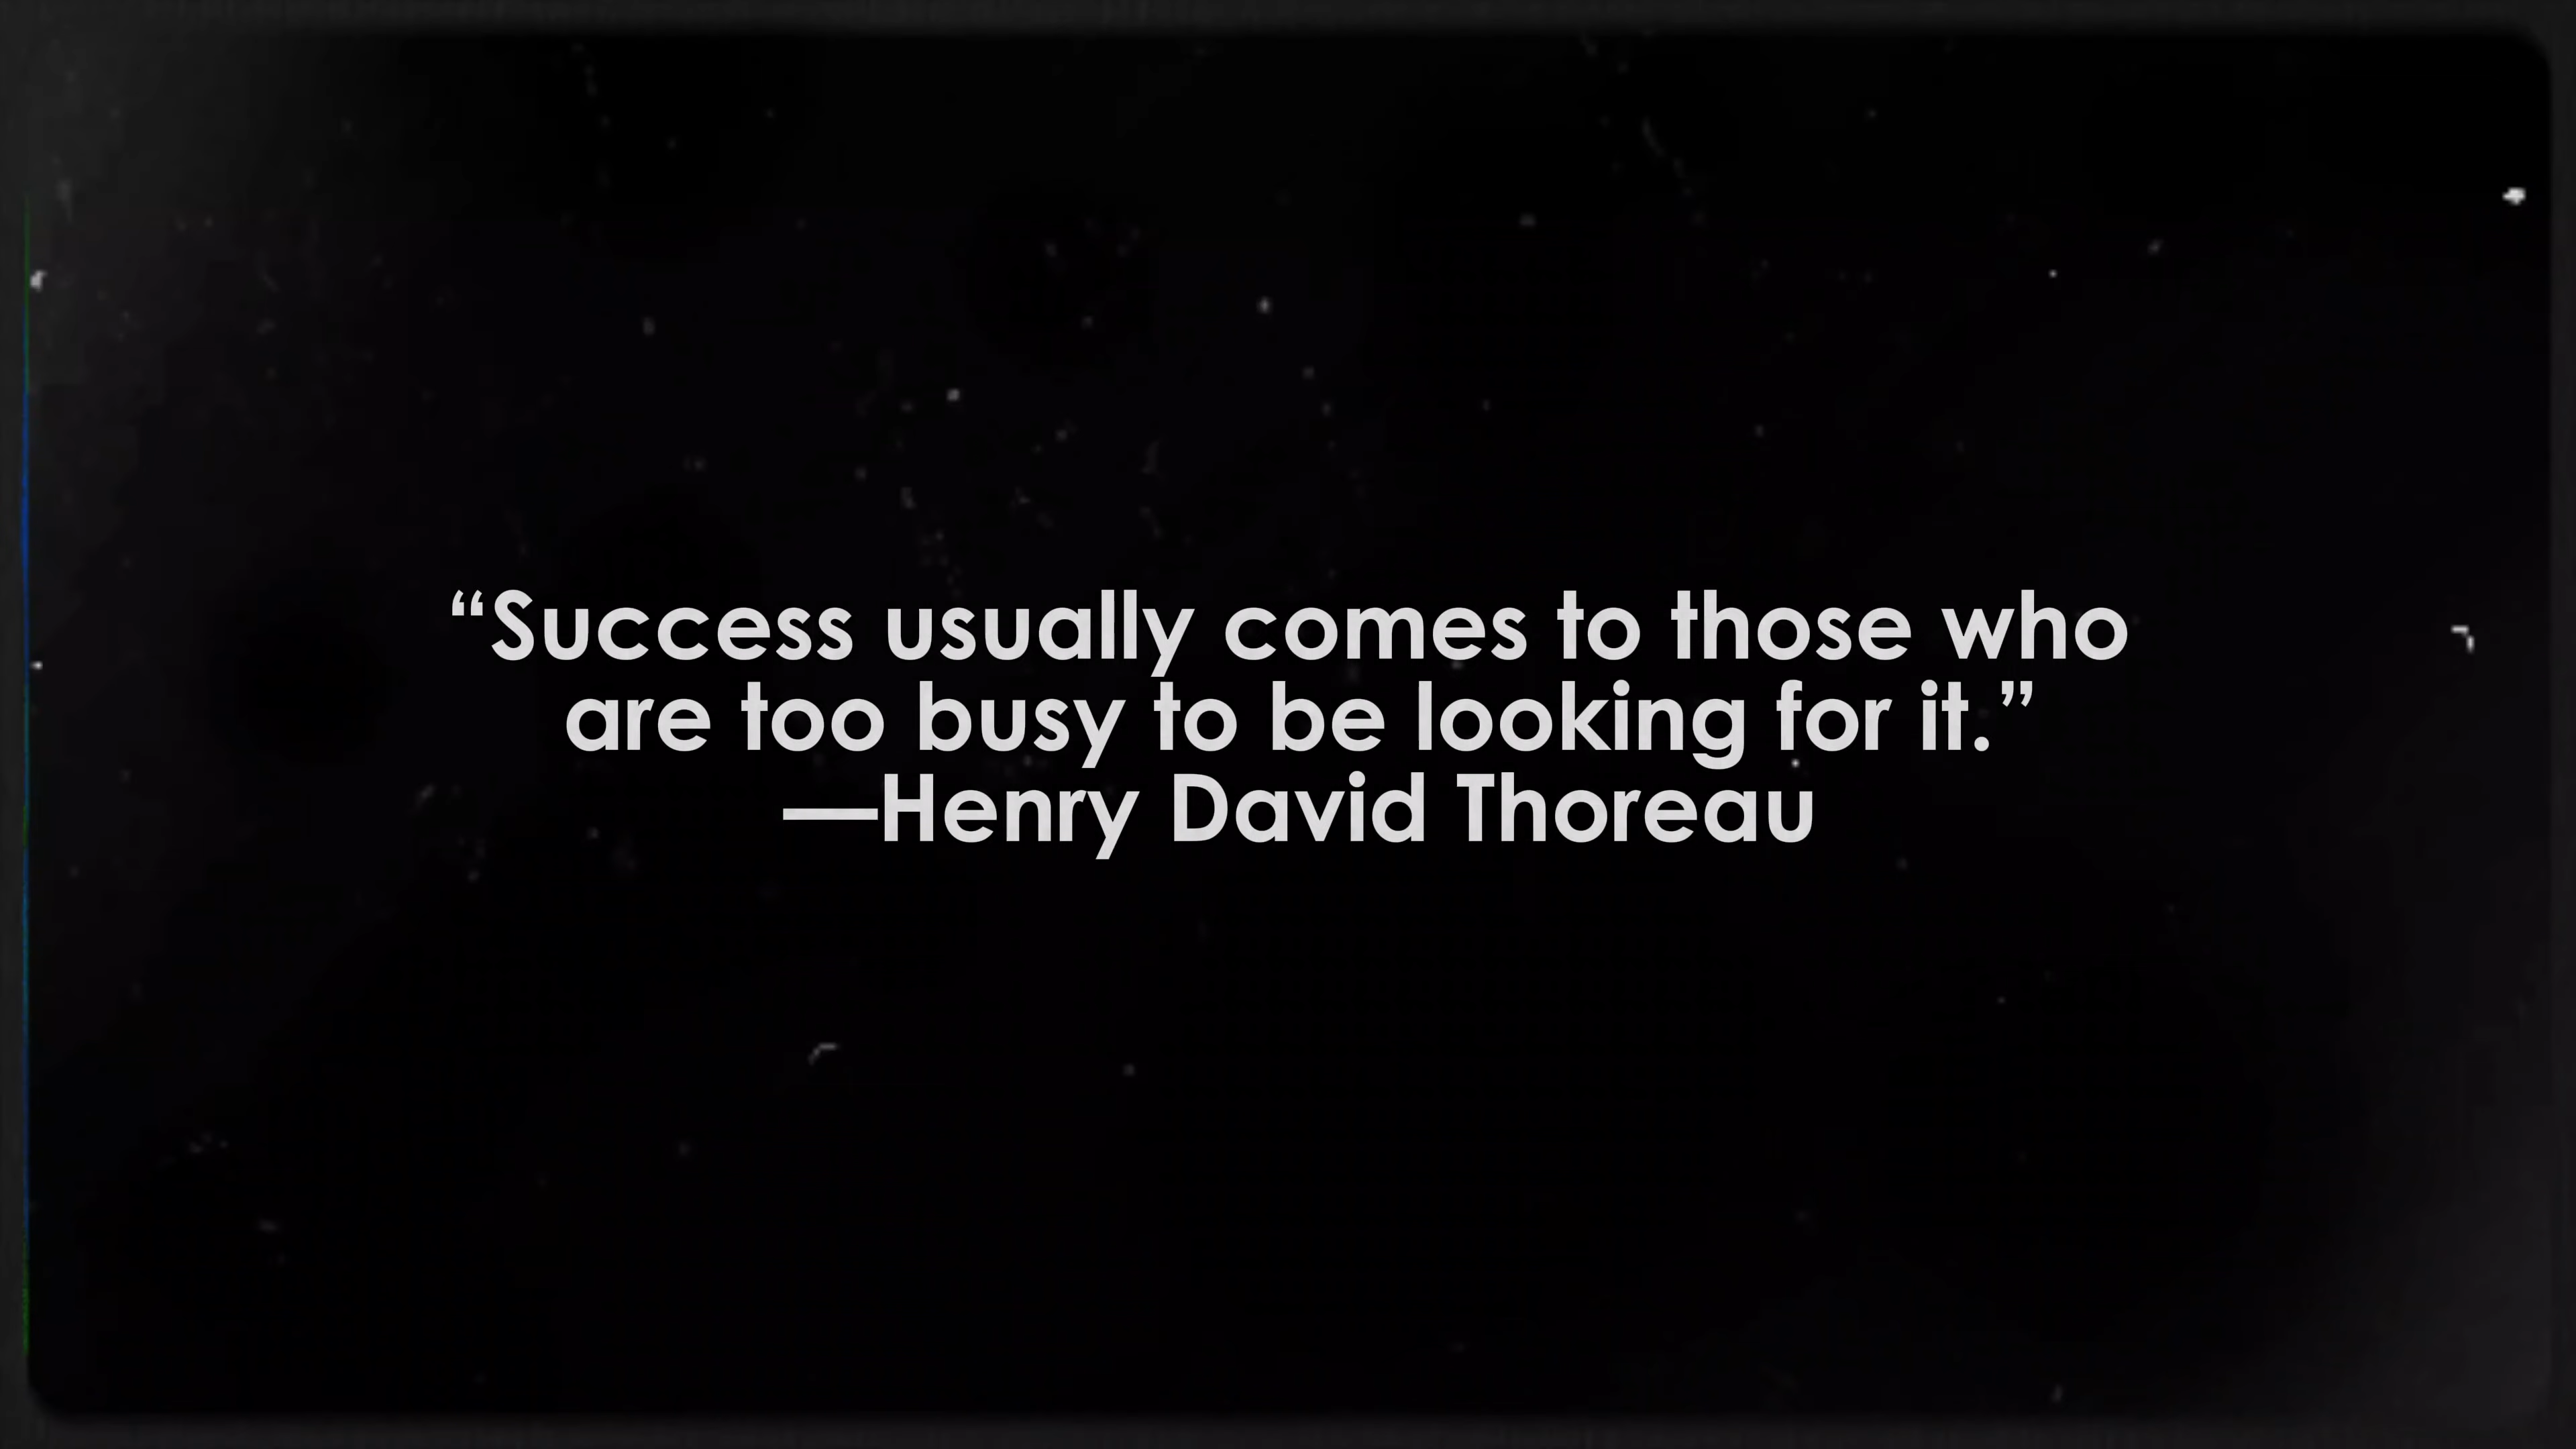 “Success usually comes to those who
are too busy to be looking for it.”
—Henry David Thoreau